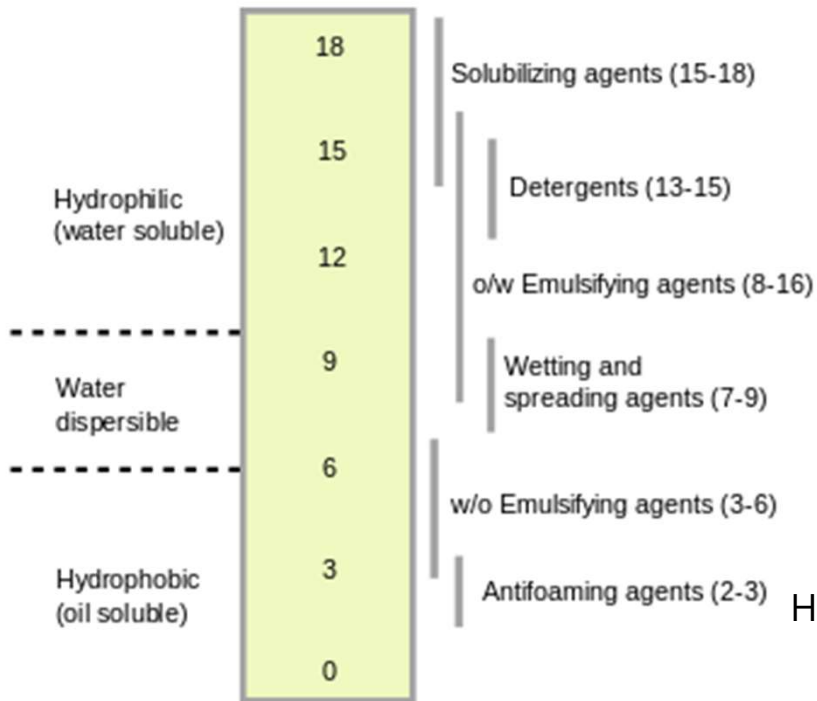 18
Solubilizing agents (15-18)
15
Detergents (13-15)
Hydrophilic
(water soluble)
12
o/w Emulsifying agents (8-16)
9
Wetting and
spreading agents (7-9)
Water
dispersible
6
w/o Emulsifying agents (3-6)
3
Hydrophobic
(oil soluble)
Antifoaming agents (2-3)
H
0